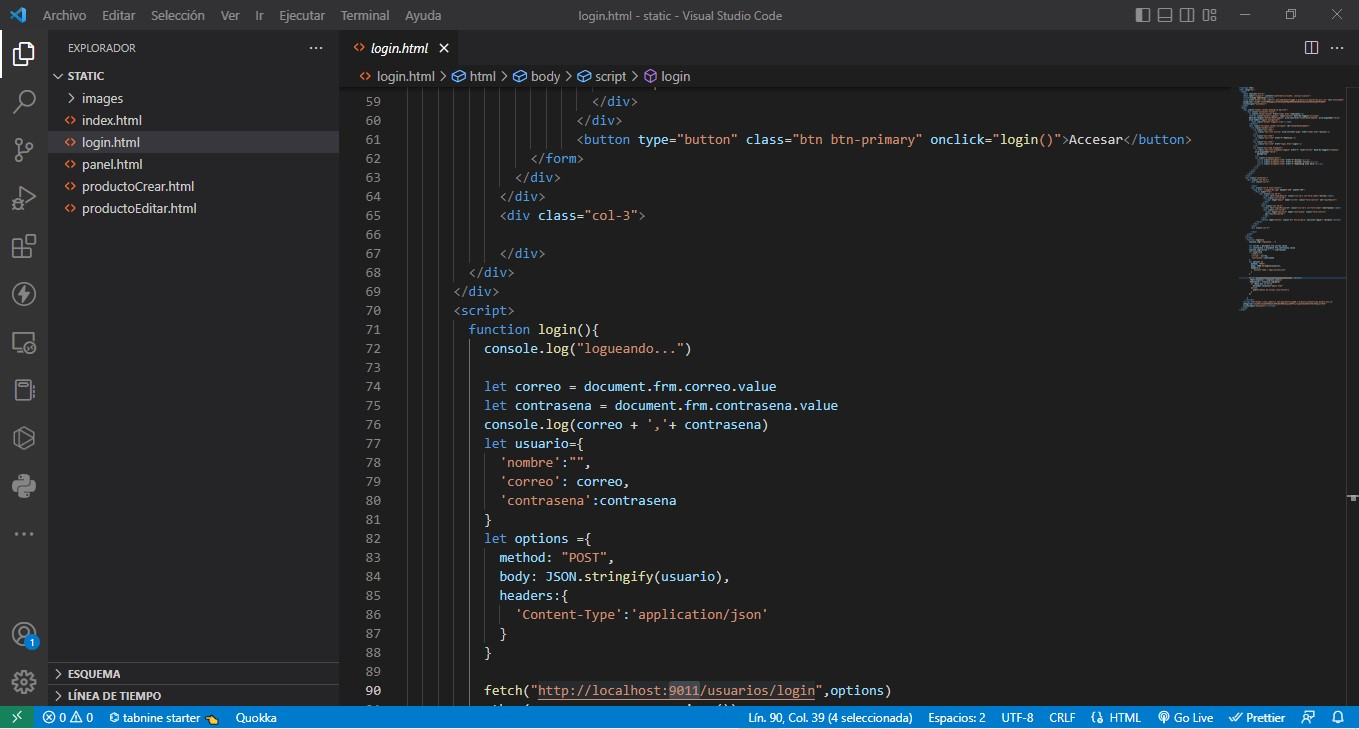 Archivo Editar Selección Ver Ir Ejecutar Terminal Ayuda login.html - static - Visual Studio Code
EXPLORADOR
STATIC
images
index.html
login.html
panel.html
productoCrear.html
productoEditar.html
ESQUEMA
LÍNEA DE TIEMPO
1
login.html
login.html > html > body > script > login
59 </div>
60 </div>
61 <button type="button" class="btn btn-primary" onclick="login()">Accesar</button>
62 </form>
63 </div>
64 </div>
65 <div class="col-3">
66
67 </div>
68 </div>
69 </div>
70 <script>
71 function login(){
72 console.log("logueando...")
73
74 let correo = document.frm.correo.value
75 let contrasena = document.frm.contrasena.value
76 console.log(correo + ','+ contrasena)
77 let usuario={
78 'nombre':"",
79 'correo': correo,
80 'contrasena':contrasena
81 }
82 let options ={
83 method: "POST",
84 body: JSON.stringify(usuario),
85 headers:{
86 'Content-Type':'application/json'
87 }
88 }
89
90 fetch("http://localhost:9011/usuarios/login",options)
0 0 tabnine starter Quokka Lín. 90, Col. 39 (4 seleccionada) Espacios: 2 UTF-8 CRLF HTML Go Live Prettier